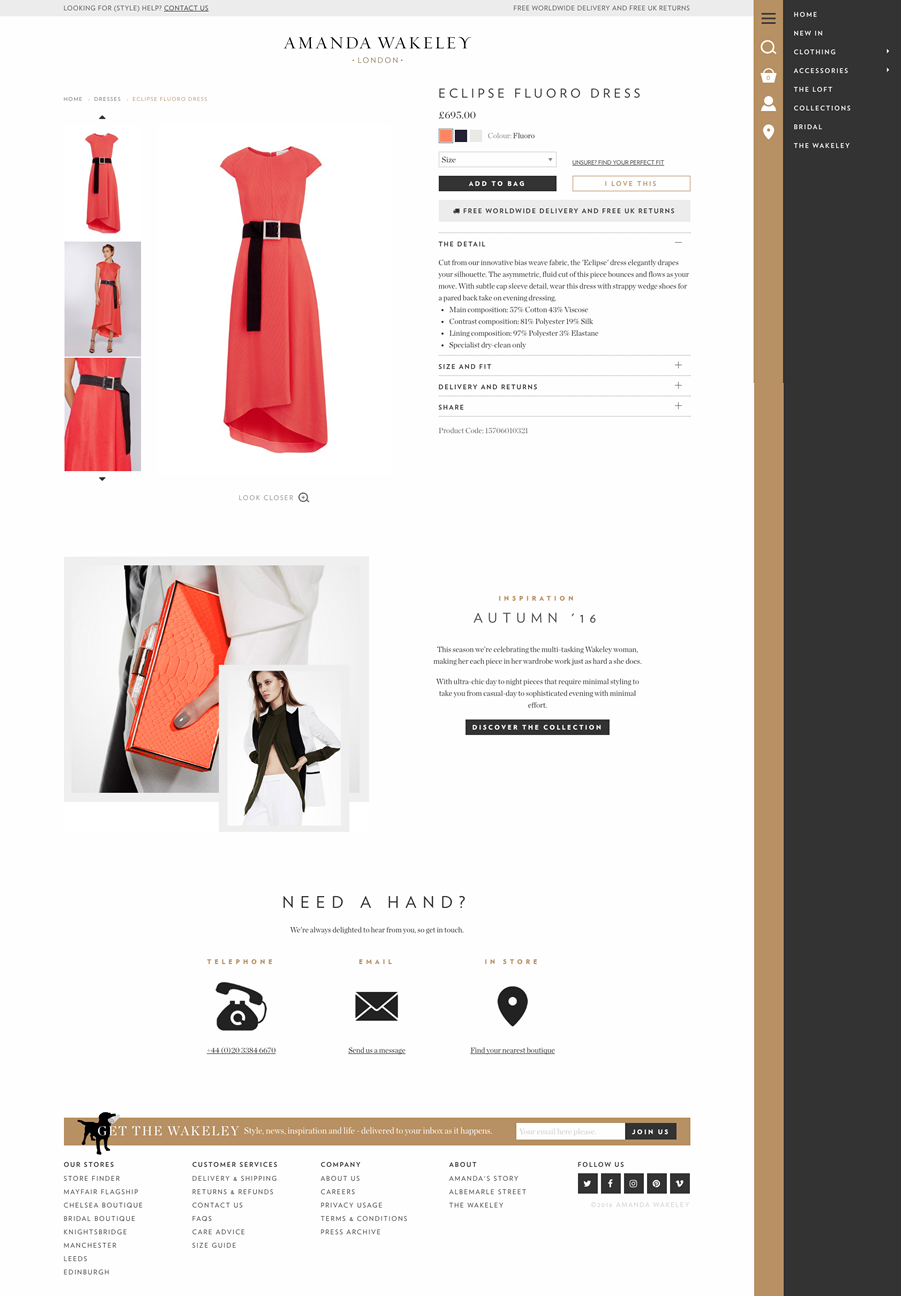 LOOKING FOR (STYLE) HELP? CONTACT US
FREE WORLDWIDE DELIVERY AND FREE UK RETURNS
AMANDA WAKELEY
• LONDON •
HOME
DRESSES
ECLIPSE FLUORO DRESS
ECLIPSE FLUORO DRESS
£695.00
Colour: Fluoro
Size
UNSURE? FIND YOUR PERFECT FIT
ADD TO BAG
I LOVE THIS
FREE WORLDWIDE DELIVERY AND FREE UK RETURNS
THE DETAIL
Cut from our innovative bias weave fabric, the 'Eclipse' dress elegantly drapes
your silhouette. The asymmetric, fluid cut of this piece bounces and flows as your
move. With subtle cap sleeve detail, wear this dress with strappy wedge shoes for
a pared back take on evening dressing.
• Main composition: 57% Cotton 43% Viscose
• Contrast composition: 81% Polyester 19% Silk
• Lining composition: 97% Polyester 3% Elastane
• Specialist dry-clean only
SIZE AND FIT
DELIVERY AND RETURNS
SHARE
Product Code: 15706010321
LOOK CLOSER
0
HOME
NEW IN
CLOTHING
ACCESSORIES
THE LOFT
COLLECTIONS
BRIDAL
THE WAKELEY
INSPIRATION
AUTUMN '16
This season we're celebrating the multi-tasking Wakeley woman,
making her each piece in her wardrobe work just as hard a she does.
With ultra-chic day to night pieces that require minimal styling to
take you from casual-day to sophisticated evening with minimal
effort.
DISCOVER THE COLLECTION
NEED A HAND?
We're always delighted to hear from you, so get in touch.
TELEPHONE
EMAIL
IN STORE
+44 (0)20 3384 6670
Send us a message
Find your nearest boutique
GET THE WAKELEY Style, news, inspiration and life - delivered to your inbox as it happens.
Your email here please.
JOIN US
OUR STORES
STORE FINDER
MAYFAIR FLAGSHIP
CHELSEA BOUTIQUE
BRIDAL BOUTIQUE
KNIGHTSBRIDGE
MANCHESTER
LEEDS
EDINBURGH
CUSTOMER SERVICES
DELIVERY & SHIPPING
RETURNS & REFUNDS
CONTACT US
FAQS
CARE ADVICE
SIZE GUIDE
COMPANY
ABOUT US
CAREERS
PRIVACY USAGE
TERMS & CONDITIONS
PRESS ARCHIVE
ABOUT
AMANDA'S STORY
ALBEMARLE STREET
THE WAKELEY
FOLLOW US
©2016 AMANDA WAKELEY